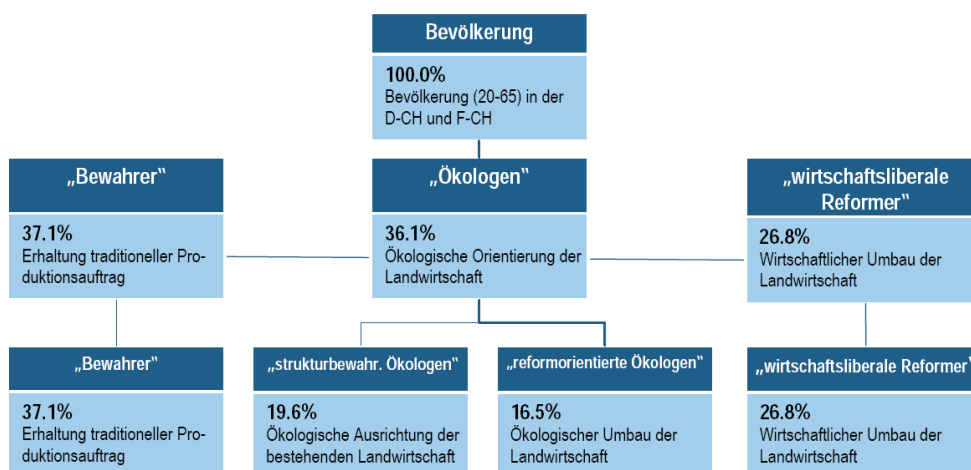 Bevölkerung
100.0%
Bevölkerung (20-65) in der
D-CH und F-CH
„Bewahrer"
37.1%
Erhaltung traditioneller Pro-
duktionsauftrag
„Ökologen"
36.1%
Ökologische Orientierung der
Landwirtschaft
„wirtschaftsliberale
Reformer"
26.8%
Wirtschaftlicher Umbau der
Landwirtschaft
„Bewahrer"
37.1%
Erhaltung traditioneller Pro-
duktionsauftrag
„strukturbewahr. Ökologen"
19.6%
Ökologische Ausrichtung der
bestehenden Landwirtschaft
„reformorientierte Ökologen"
16.5%
Ökologischer Umbau der
Landwirtschaft
„wirtschaftsliberale Reformer"
26.8%
Wirtschaftlicher Umbau der
Landwirtschaft